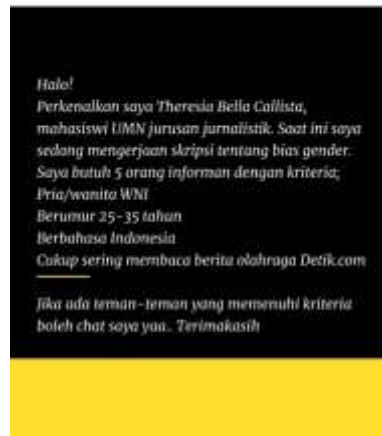 Halo!
Perkenalkan saya Theresia Bella Callista,
mahasiswi UMN jurusan jurnalistik. Saat ini saya
sedang mengerjaan skripsi tentang bias gender.
Saya butuh 5 orang informan dengan kriteria;
Pria/wanita WNI
Berumur 25-35 tahun
Berbahasa Indonesia
Cukup sering membaca berita olahraga Detik.com
Jika ada teman-teman yang memenuhi kriteria
boleh chat saya yaa.. Terimakasih